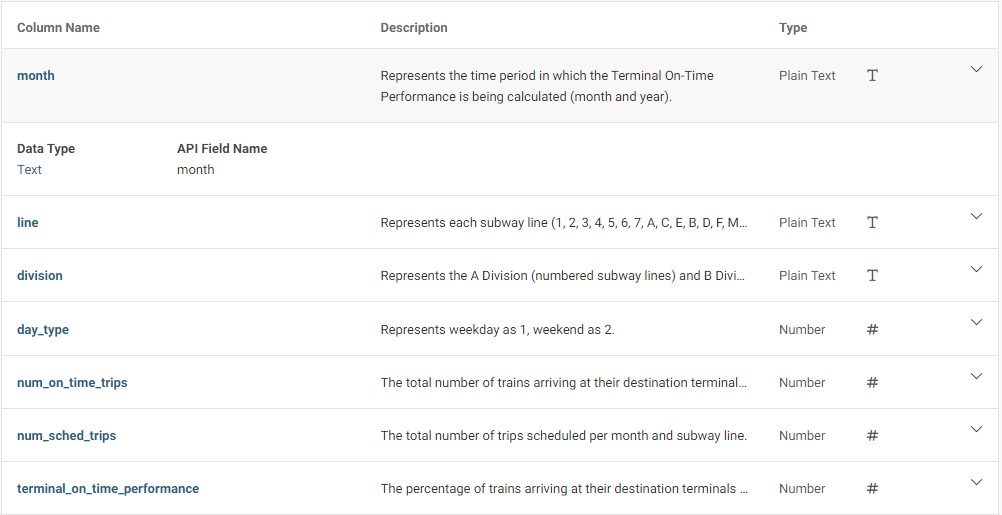 Column Name Description Type
month Represents the time period in which the Terminal On-Time Plain Text T
Performance is being calculated (month and year).
Data Type API Field Name
Text month
line Represents each subway line (1, 2, 3, 4, 5, 6, 7, A, C, E, B, D, F, M... Plain Text T
division Represents the A Division (numbered subway lines) and B Divi... Plain Text T
day_type Represents weekday as 1, weekend as 2. Number #
num_on_time_trips The total number of trains arriving at their destination terminal... Number #
num_sched_trips The total number of trips scheduled per month and subway line. Number #
terminal_on_time_performance The percentage of trains arriving at their destination terminals ... Number #